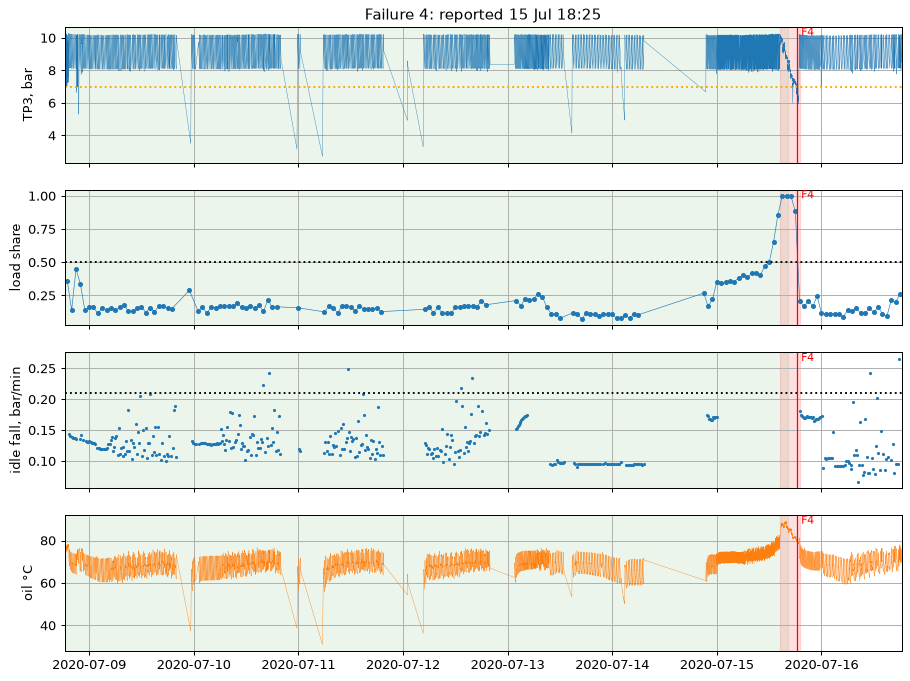 Failure 4: reported 15 Jul 18:25
TP3, bar
10
8
6
4
F4
load share
1.00
0.75
0.50
0.25
F4
idle fall, bar/min
0.25
0.20
0.15
0.10
F4
oil °C
80
60
40
F4
2020-07-09 2020-07-10 2020-07-11 2020-07-12 2020-07-13 2020-07-14 2020-07-15 2020-07-16